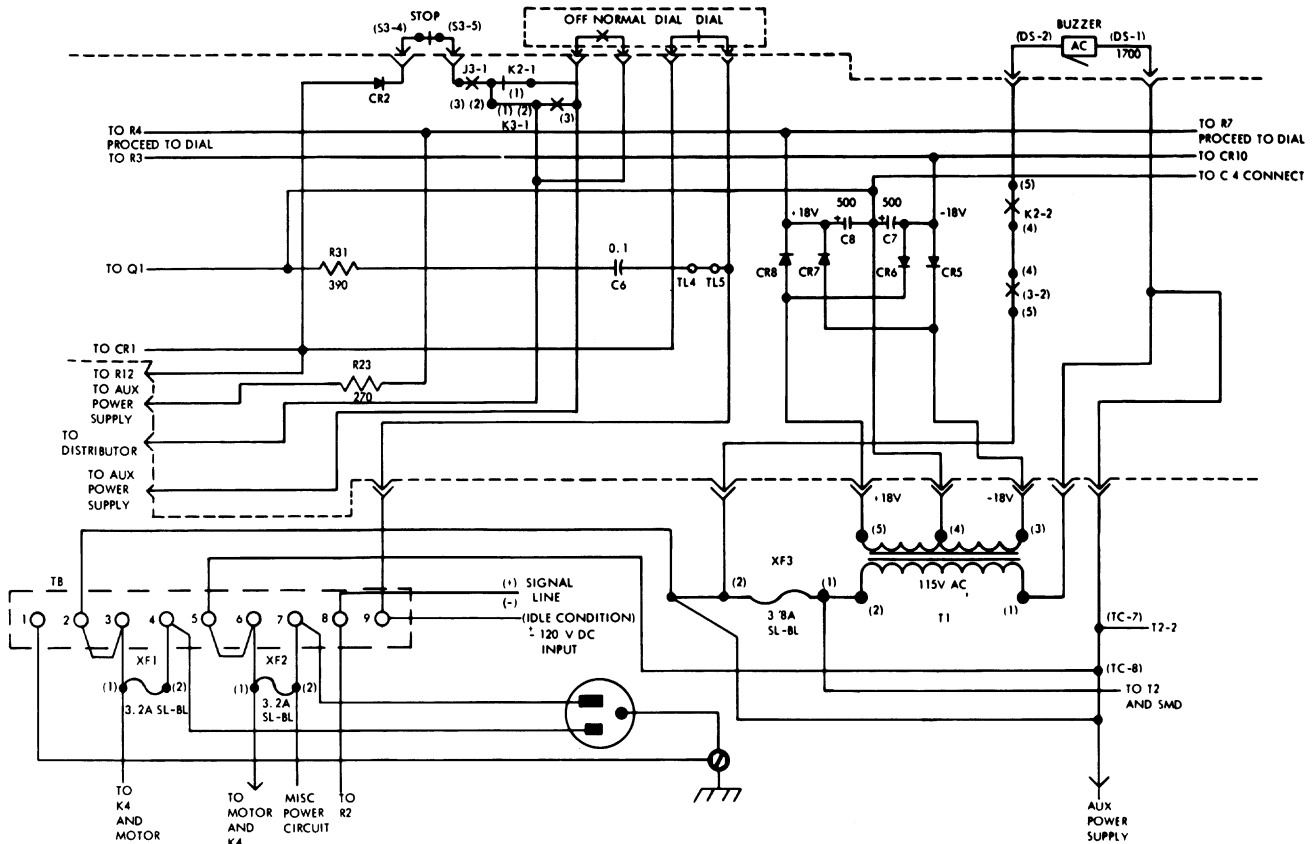 STOP
(S3-4) (S3-5)
OFF NORMAL DIAL DIAL
BUZZER
(DS-2) AC (DS-1)
1700
J3-1 K2-1
CR2
(1)
(3) (2) (1) (2) (3)
K3-1
TO R4
PROCEED TO DIAL
TO R7
PROCEED TO DIAL
TO R3
TO CR10
TO C 4 CONNECT
(5)
K2-2
(4)
500 500
+18V + + -18V
C8 C7
R31
390
0.1
C6
TO Q1
TL4 TL5
CR8 CR7 CR6 CR5
(4)
(3-2)
(5)
TO CR1
TO R12
TO AUX
POWER
SUPPLY
R23
270
TO
DISTRIBUTOR
TO AUX
POWER
SUPPLY
+18V -18V
(5) (4) (3)
XF3
(2) (1)
3/8A
SL-BL
115V AC
(2) (1)
T1
TB
1 2 3 4 5 6 7 8 9
(+) SIGNAL
(-) LINE
(IDLE CONDITION)
± 120 V DC
INPUT
(TC-7) T2-2
(TC-8)
TO T2
AND SMD
XF1 XF2
(1) (2) (1) (2)
3.2A SL-BL
3.2A
SL-BL
TO
K4
AND
MOTOR
TO
MOTOR
AND
K4
MISC
POWER
CIRCUIT
TO
R2
AUX
POWER
SUPPLY